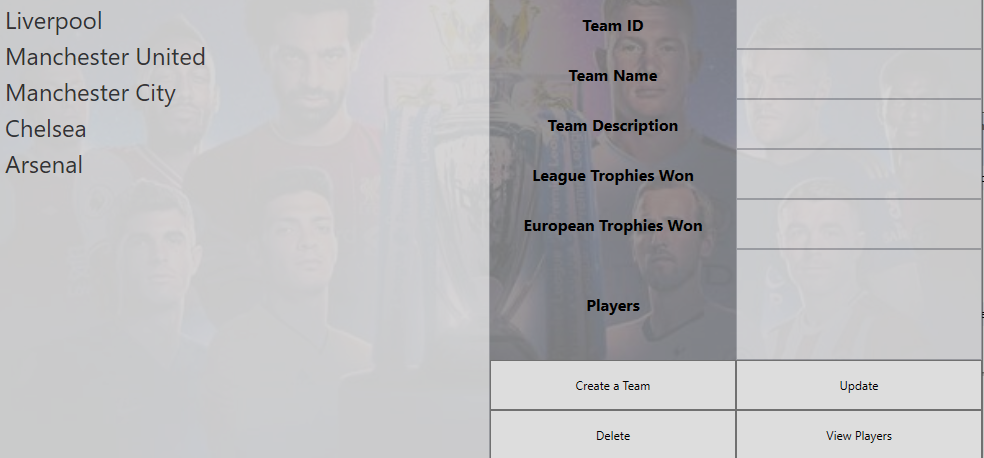 Liverpool
Manchester United
Manchester City
Chelsea
Arsenal
Team ID
Team Name
Team Description
League Trophies Won
European Trophies Won
Players
Create a Team
Update
Delete
View Players